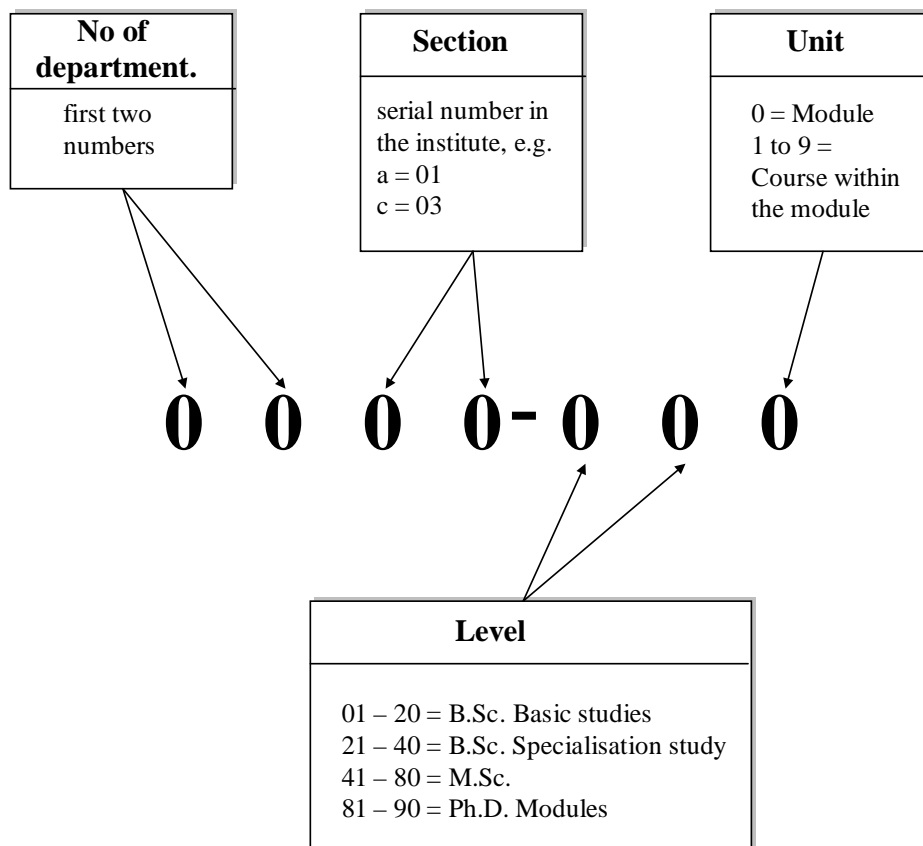 No of
department.
first two
numbers
Section
serial number in
the institute, e.g.
a = 01
c = 03
Unit
0 = Module
1 to 9 =
Course within
the module
0 0 0 0 - 0 0 0
Level
01 – 20 = B.Sc. Basic studies
21 – 40 = B.Sc. Specialisation study
41 – 80 = M.Sc.
81 – 90 = Ph.D. Modules